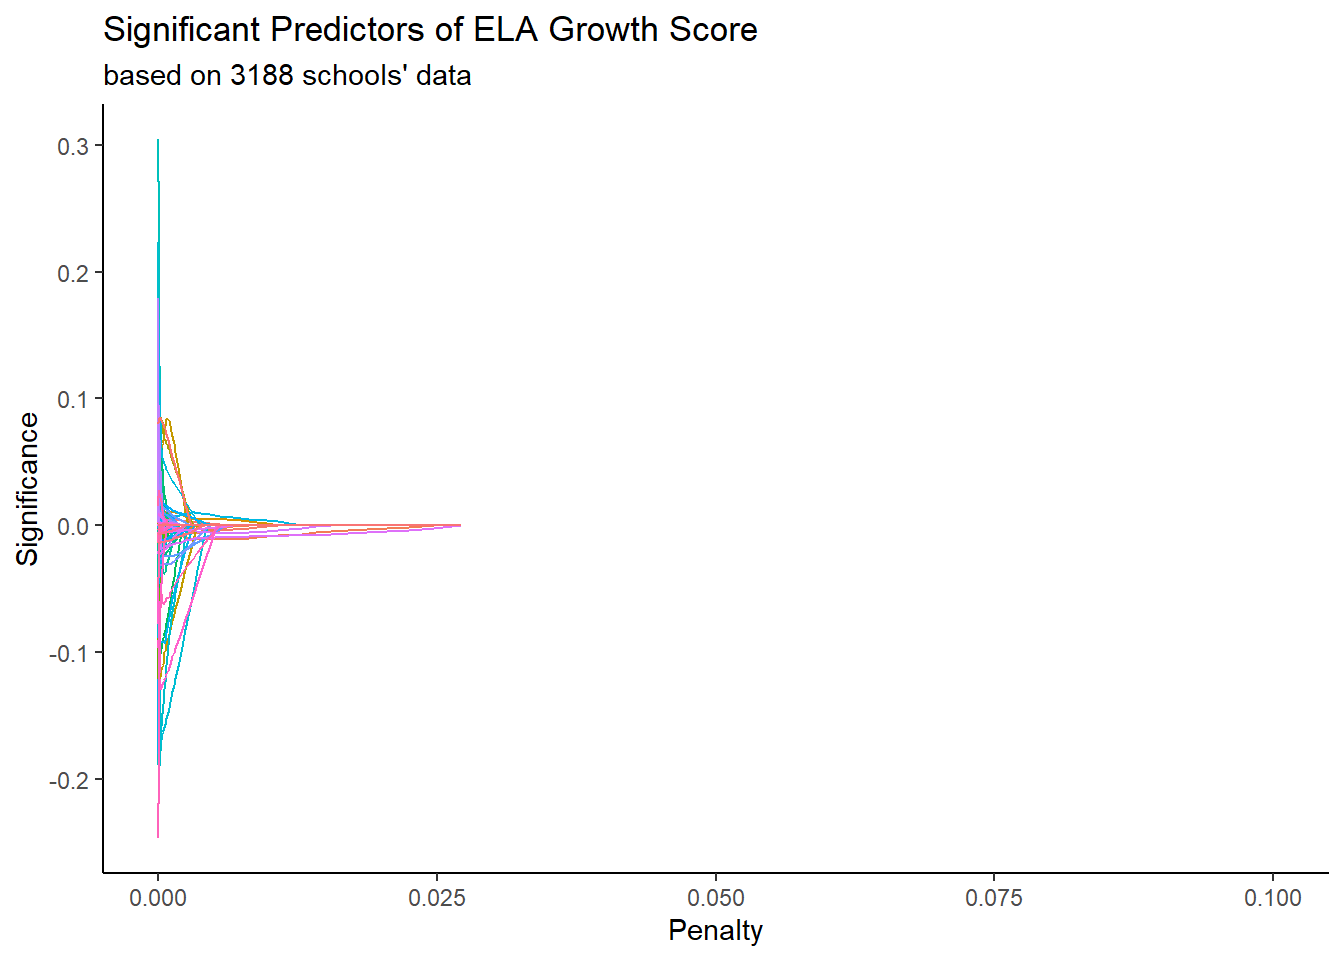 Significant Predictors of ELA Growth Score
based on 3188 schools' data
0.3
0.2
0.1
0.0
-0.1
-0.2
Significance
0.000
0.025
0.050
0.075
0.100
Penalty